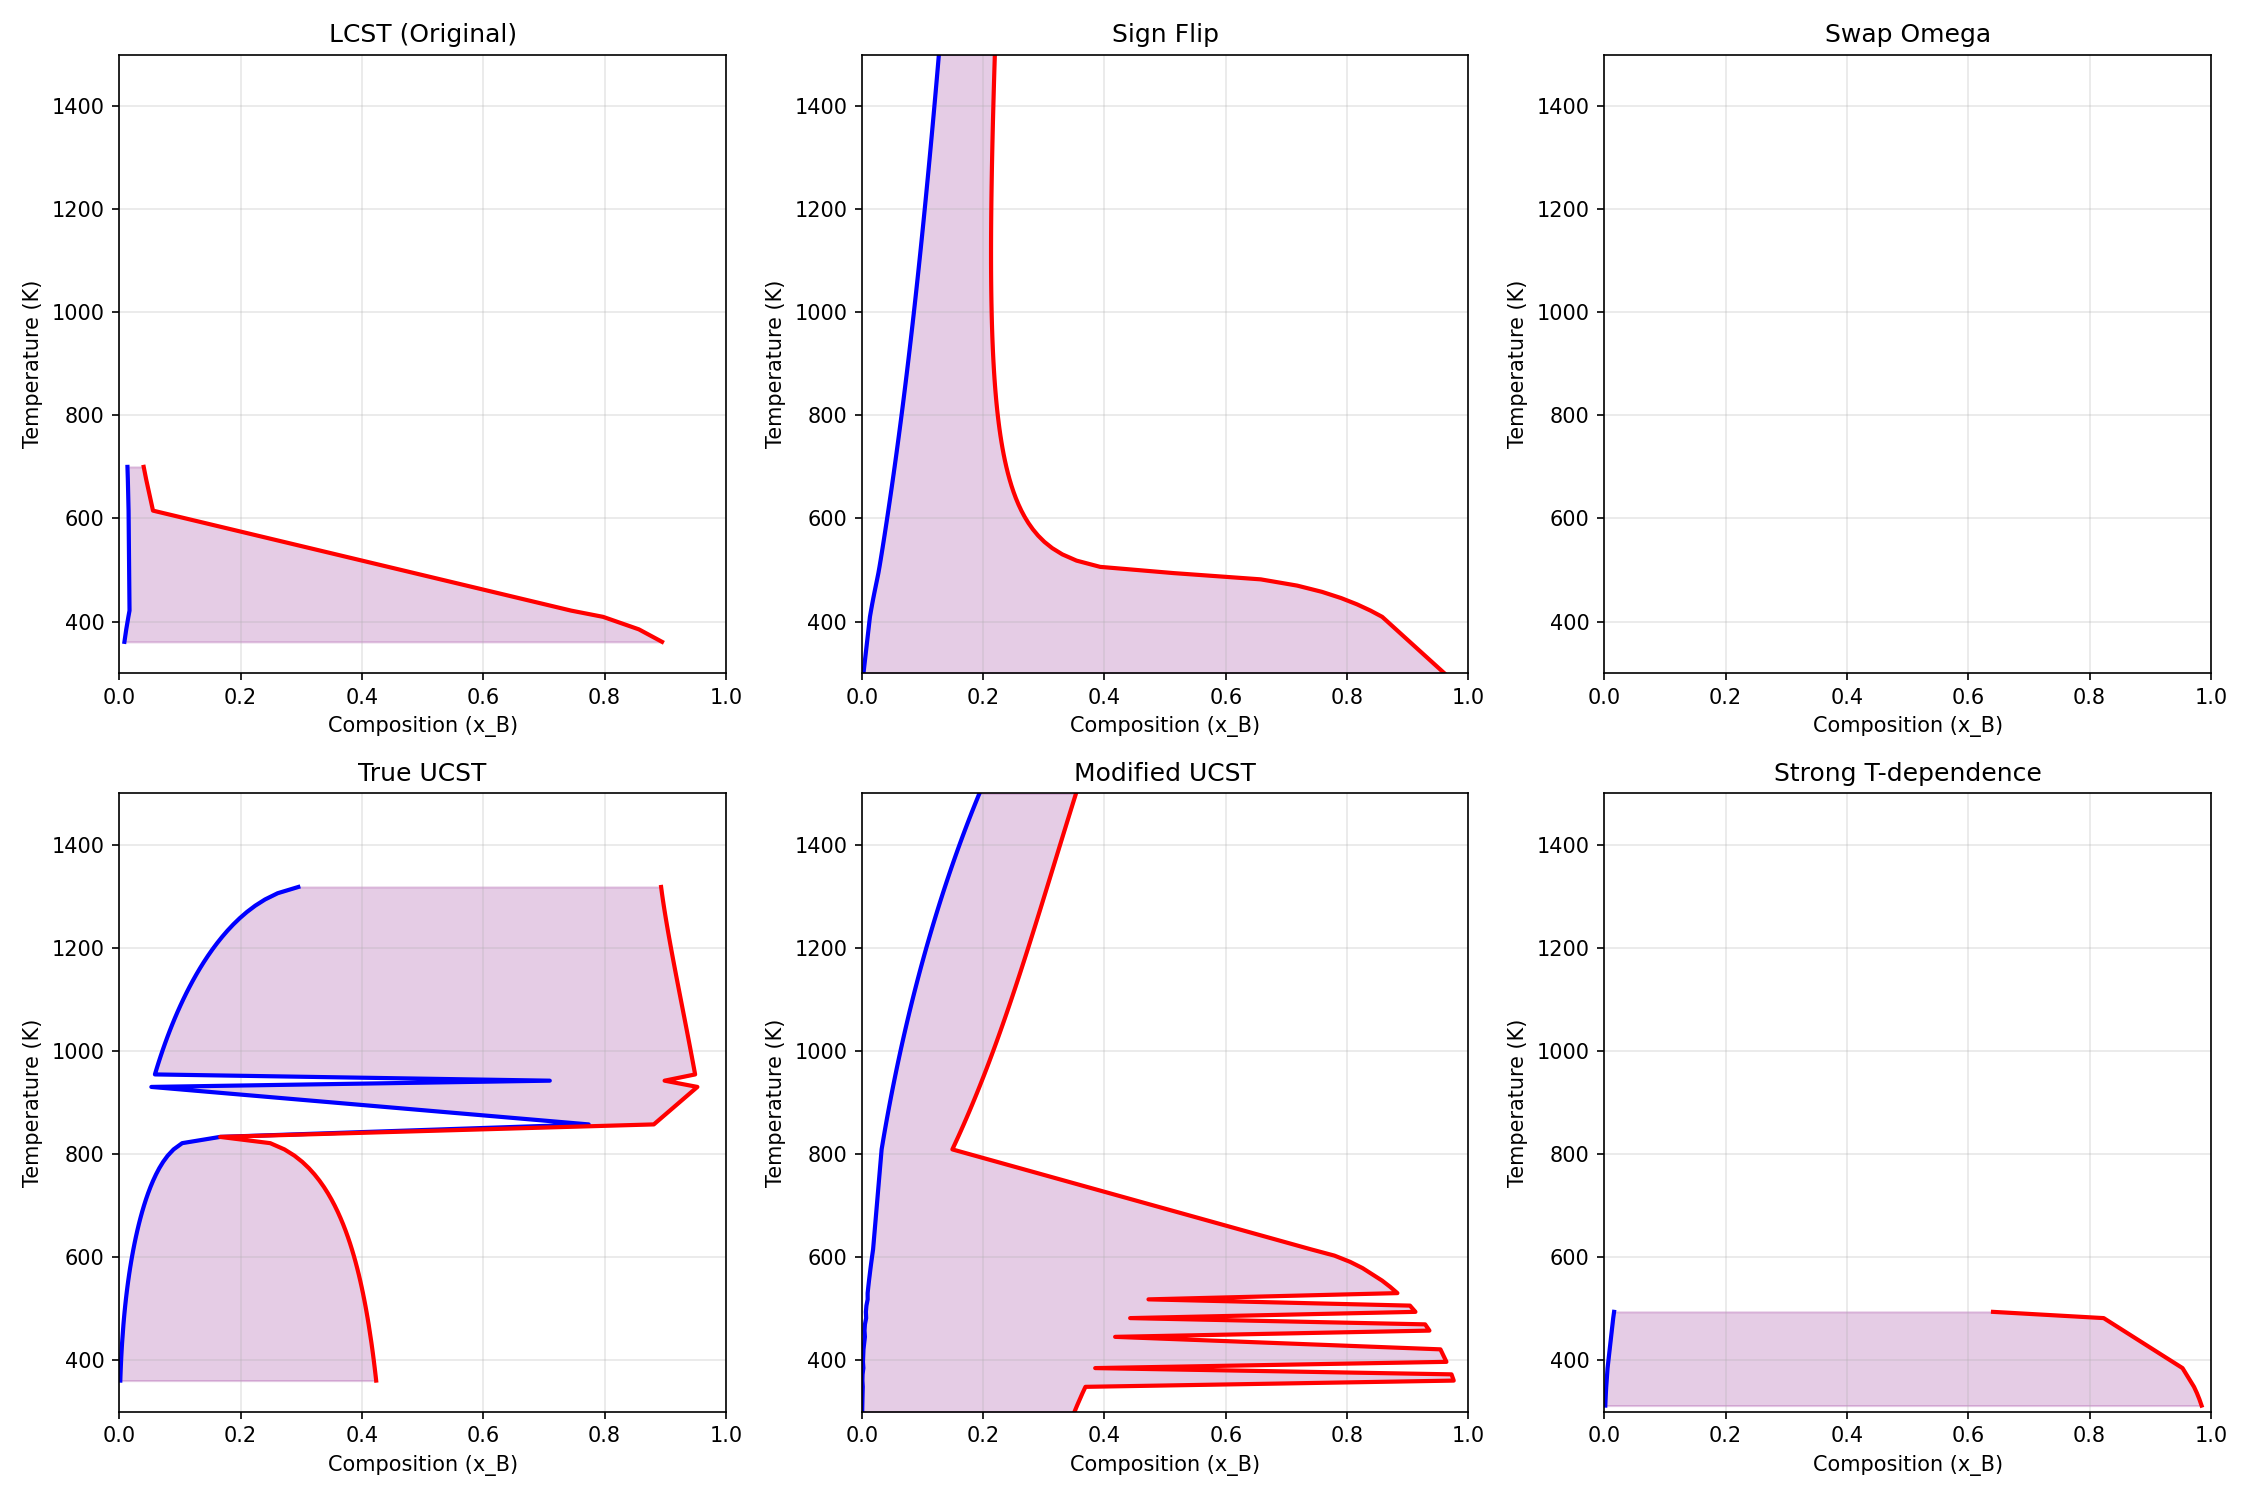 LCST (Original)
Temperature (K)
1400
1200
1000
800
600
400
0.0 0.2 0.4 0.6 0.8 1.0
Composition (x_B)
Sign Flip
Temperature (K)
1400
1200
1000
800
600
400
0.0 0.2 0.4 0.6 0.8 1.0
Composition (x_B)
Swap Omega
Temperature (K)
1400
1200
1000
800
600
400
0.0 0.2 0.4 0.6 0.8 1.0
Composition (x_B)
True UCST
Temperature (K)
1400
1200
1000
800
600
400
0.0 0.2 0.4 0.6 0.8 1.0
Composition (x_B)
Modified UCST
Temperature (K)
1400
1200
1000
800
600
400
0.0 0.2 0.4 0.6 0.8 1.0
Composition (x_B)
Strong T-dependence
Temperature (K)
1400
1200
1000
800
600
400
0.0 0.2 0.4 0.6 0.8 1.0
Composition (x_B)